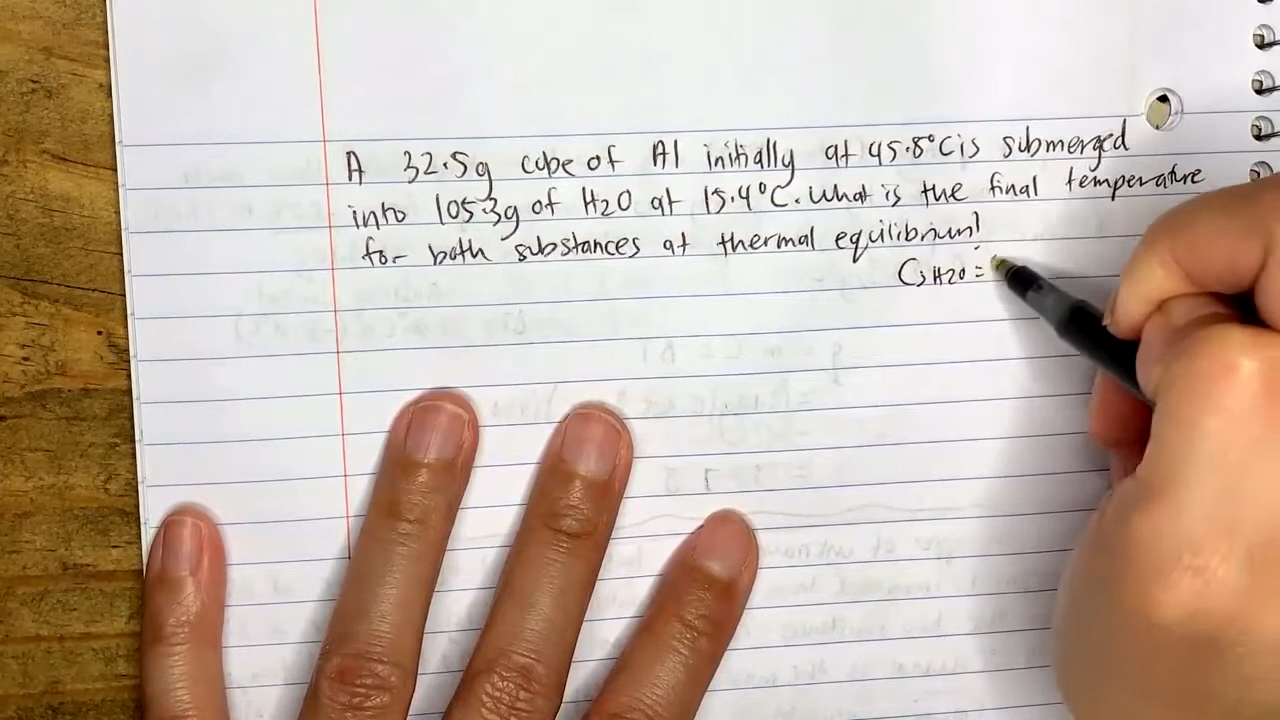 A 32.5g cube of Al initially at 45.8°C is submerged
into 105.3g of H2O at 15.4°C. What is the final temperature
for both substances at thermal equilibrium?
Cs H2O =